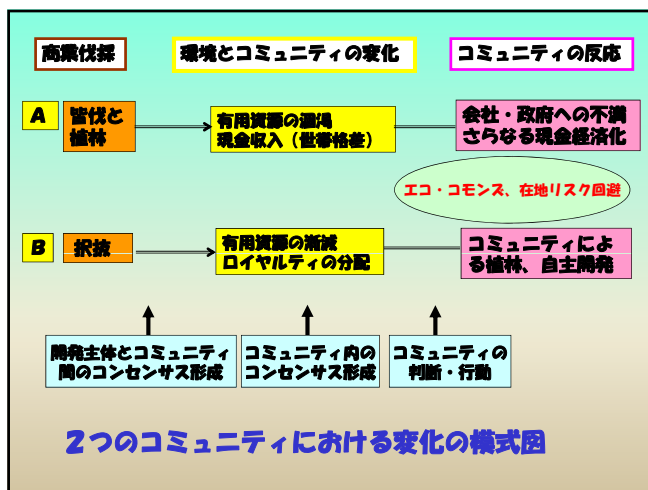 商業伐採
環境とコミュニティの変化
コミュニティの反応
A
皆伐と
植林
有用資源の涸渇
現金収入（世帯格差）
会社・政府への不満
さらなる現金経済化
エコ・コモンズ、在地リスク回避
B
択抜
有用資源の漸減
ロイヤルティの分配
コミュニティによ
る植林、自主開発
開発主体とコミュニティ
間のコンセンサス形成
コミュニティ内の
コンセンサス形成
コミュニティの
判断・行動
２つのコミュニティにおける変化の模式図